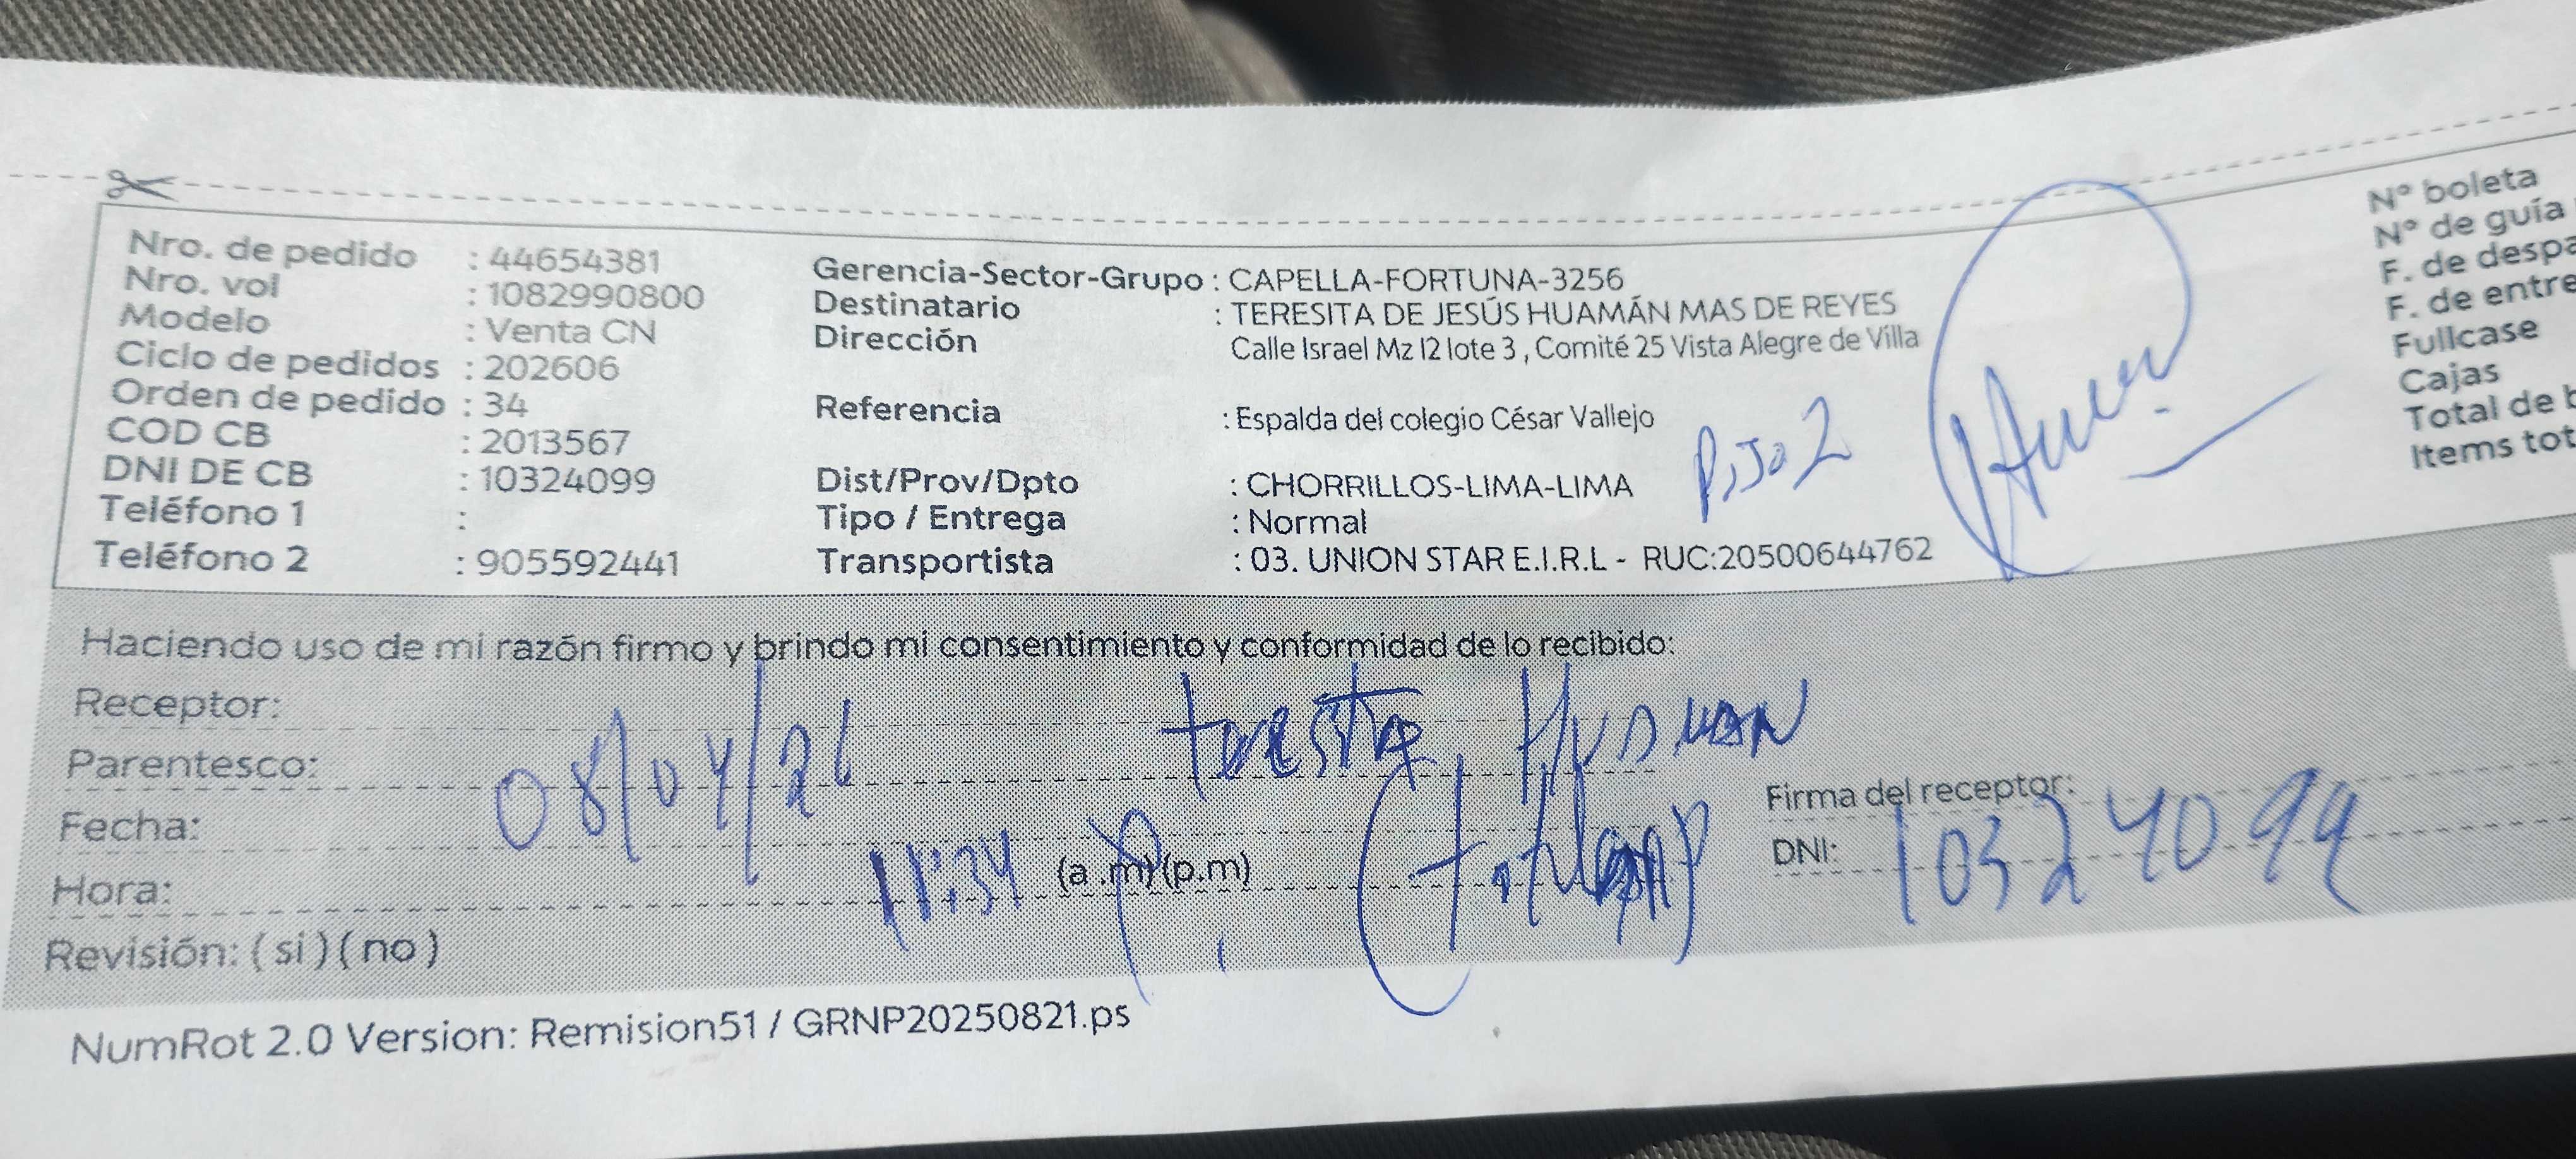 Nro. de pedido : 44654381
Nro. vol : 1082990800
Modelo : Venta CN
Ciclo de pedidos : 202606
Orden de pedido : 34
COD CB : 2013567
DNI DE CB : 10324099
Teléfono 1 :
Teléfono 2 : 905592441
Gerencia-Sector-Grupo : CAPELLA-FORTUNA-3256
Destinatario : TERESITA DE JESÚS HUAMÁN MAS DE REYES
Dirección Calle Israel Mz I2 lote 3 , Comité 25 Vista Alegre de Villa
Referencia : Espalda del colegio César Vallejo
Piso 2
Dist/Prov/Dpto : CHORRILLOS-LIMA-LIMA
Tipo / Entrega : Normal
Transportista : 03. UNION STAR E.I.R.L - RUC:20500644762
N° boleta
N° de guía
F. de despa
F. de entre
Fullcase
Cajas
Total de b
Items tot
Haciendo uso de mi razón firmo y brindo mi consentimiento y conformidad de lo recibido:
Receptor:
Parentesco:
Fecha: 08/04/26
Hora: 11:34 (a .m) (p.m)
Revisión: ( si ) ( no )
Firma del receptor:
DNI: 10324099
NumRot 2.0 Version: Remision51 / GRNP20250821.ps